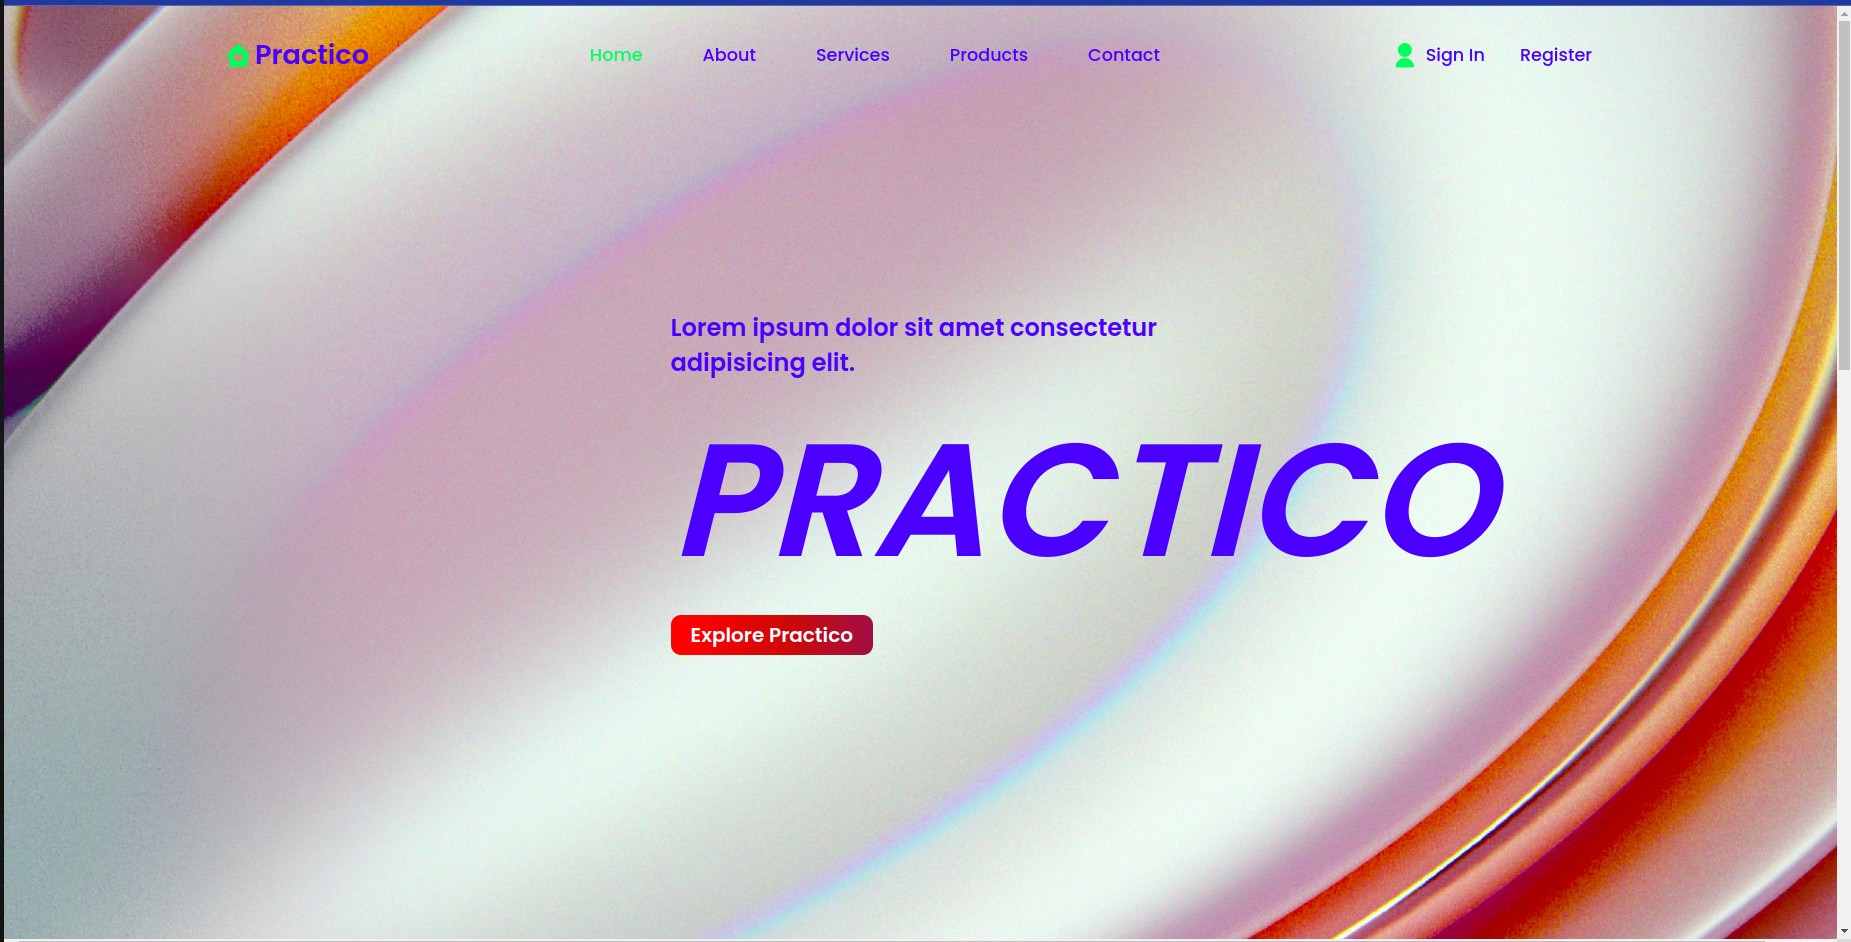 Practico
Home About Services Products Contact
Sign In Register
Lorem ipsum dolor sit amet consectetur
adipisicing elit.
PRACTICO
Explore Practico